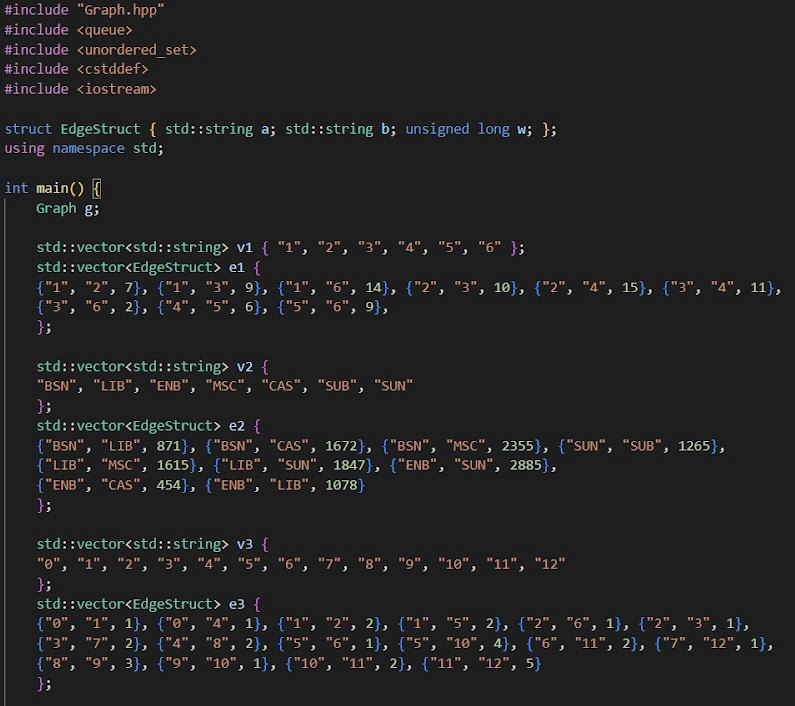 #include "Graph.hpp"
#include <queue>
#include <unordered_set>
#include <cstddef>
#include <iostream>
struct EdgeStruct { std::string a; std::string b; unsigned long w; };
using namespace std;
int main() {
Graph g;
std::vector<std::string> v1 { "1", "2", "3", "4", "5", "6" };
std::vector<EdgeStruct> e1 {
{"1", "2", 7}, {"1", "3", 9}, {"1", "6", 14}, {"2", "3", 10}, {"2", "4", 15}, {"3", "4", 11},
{"3", "6", 2}, {"4", "5", 6}, {"5", "6", 9},
};
std::vector<std::string> v2 {
"BSN", "LIB", "ENB", "MSC", "CAS", "SUB", "SUN"
};
std::vector<EdgeStruct> e2 {
{"BSN", "LIB", 871}, {"BSN", "CAS", 1672}, {"BSN", "MSC", 2355}, {"SUN", "SUB", 1265},
{"LIB", "MSC", 1615}, {"LIB", "SUN", 1847}, {"ENB", "SUN", 2885},
{"ENB", "CAS", 454}, {"ENB", "LIB", 1078}
};
std::vector<std::string> v3 {
"0", "1", "2", "3", "4", "5", "6", "7", "8", "9", "10", "11", "12"
};
std::vector<EdgeStruct> e3 {
{"0", "1", 1}, {"0", "4", 1}, {"1", "2", 2}, {"1", "5", 2}, {"2", "6", 1}, {"2", "3", 1},
{"3", "7", 2}, {"4", "8", 2}, {"5", "6", 1}, {"5", "10", 4}, {"6", "11", 2}, {"7", "12", 1},
{"8", "9", 3}, {"9", "10", 1}, {"10", "11", 2}, {"11", "12", 5}
};